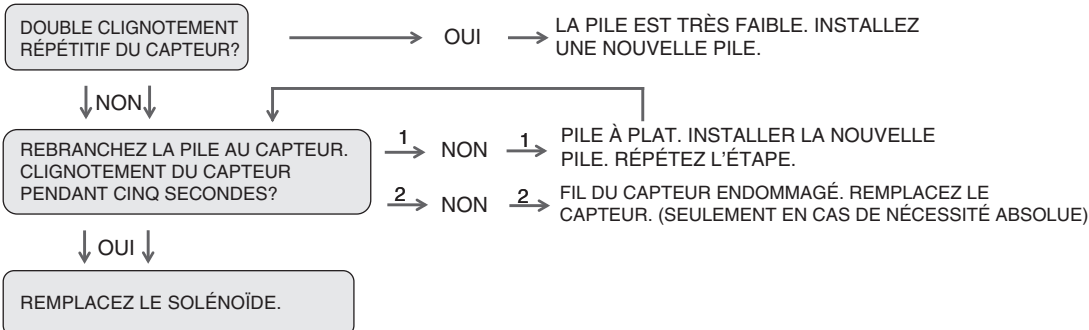 DOUBLE CLIGNOTEMENT
RÉPÉTITIF DU CAPTEUR?
OUI
LA PILE EST TRÈS FAIBLE. INSTALLEZ
UNE NOUVELLE PILE.
NON
REBRANCHEZ LA PILE AU CAPTEUR.
CLIGNOTEMENT DU CAPTEUR
PENDANT CINQ SECONDES?
1
NON
1
PILE À PLAT. INSTALLER LA NOUVELLE
PILE. RÉPÉTEZ L'ÉTAPE.
2
NON
2
FIL DU CAPTEUR ENDOMMAGÉ. REMPLACEZ LE
CAPTEUR. (SEULEMENT EN CAS DE NÉCESSITÉ ABSOLUE)
OUI
REMPLACEZ LE SOLÉNOÏDE.